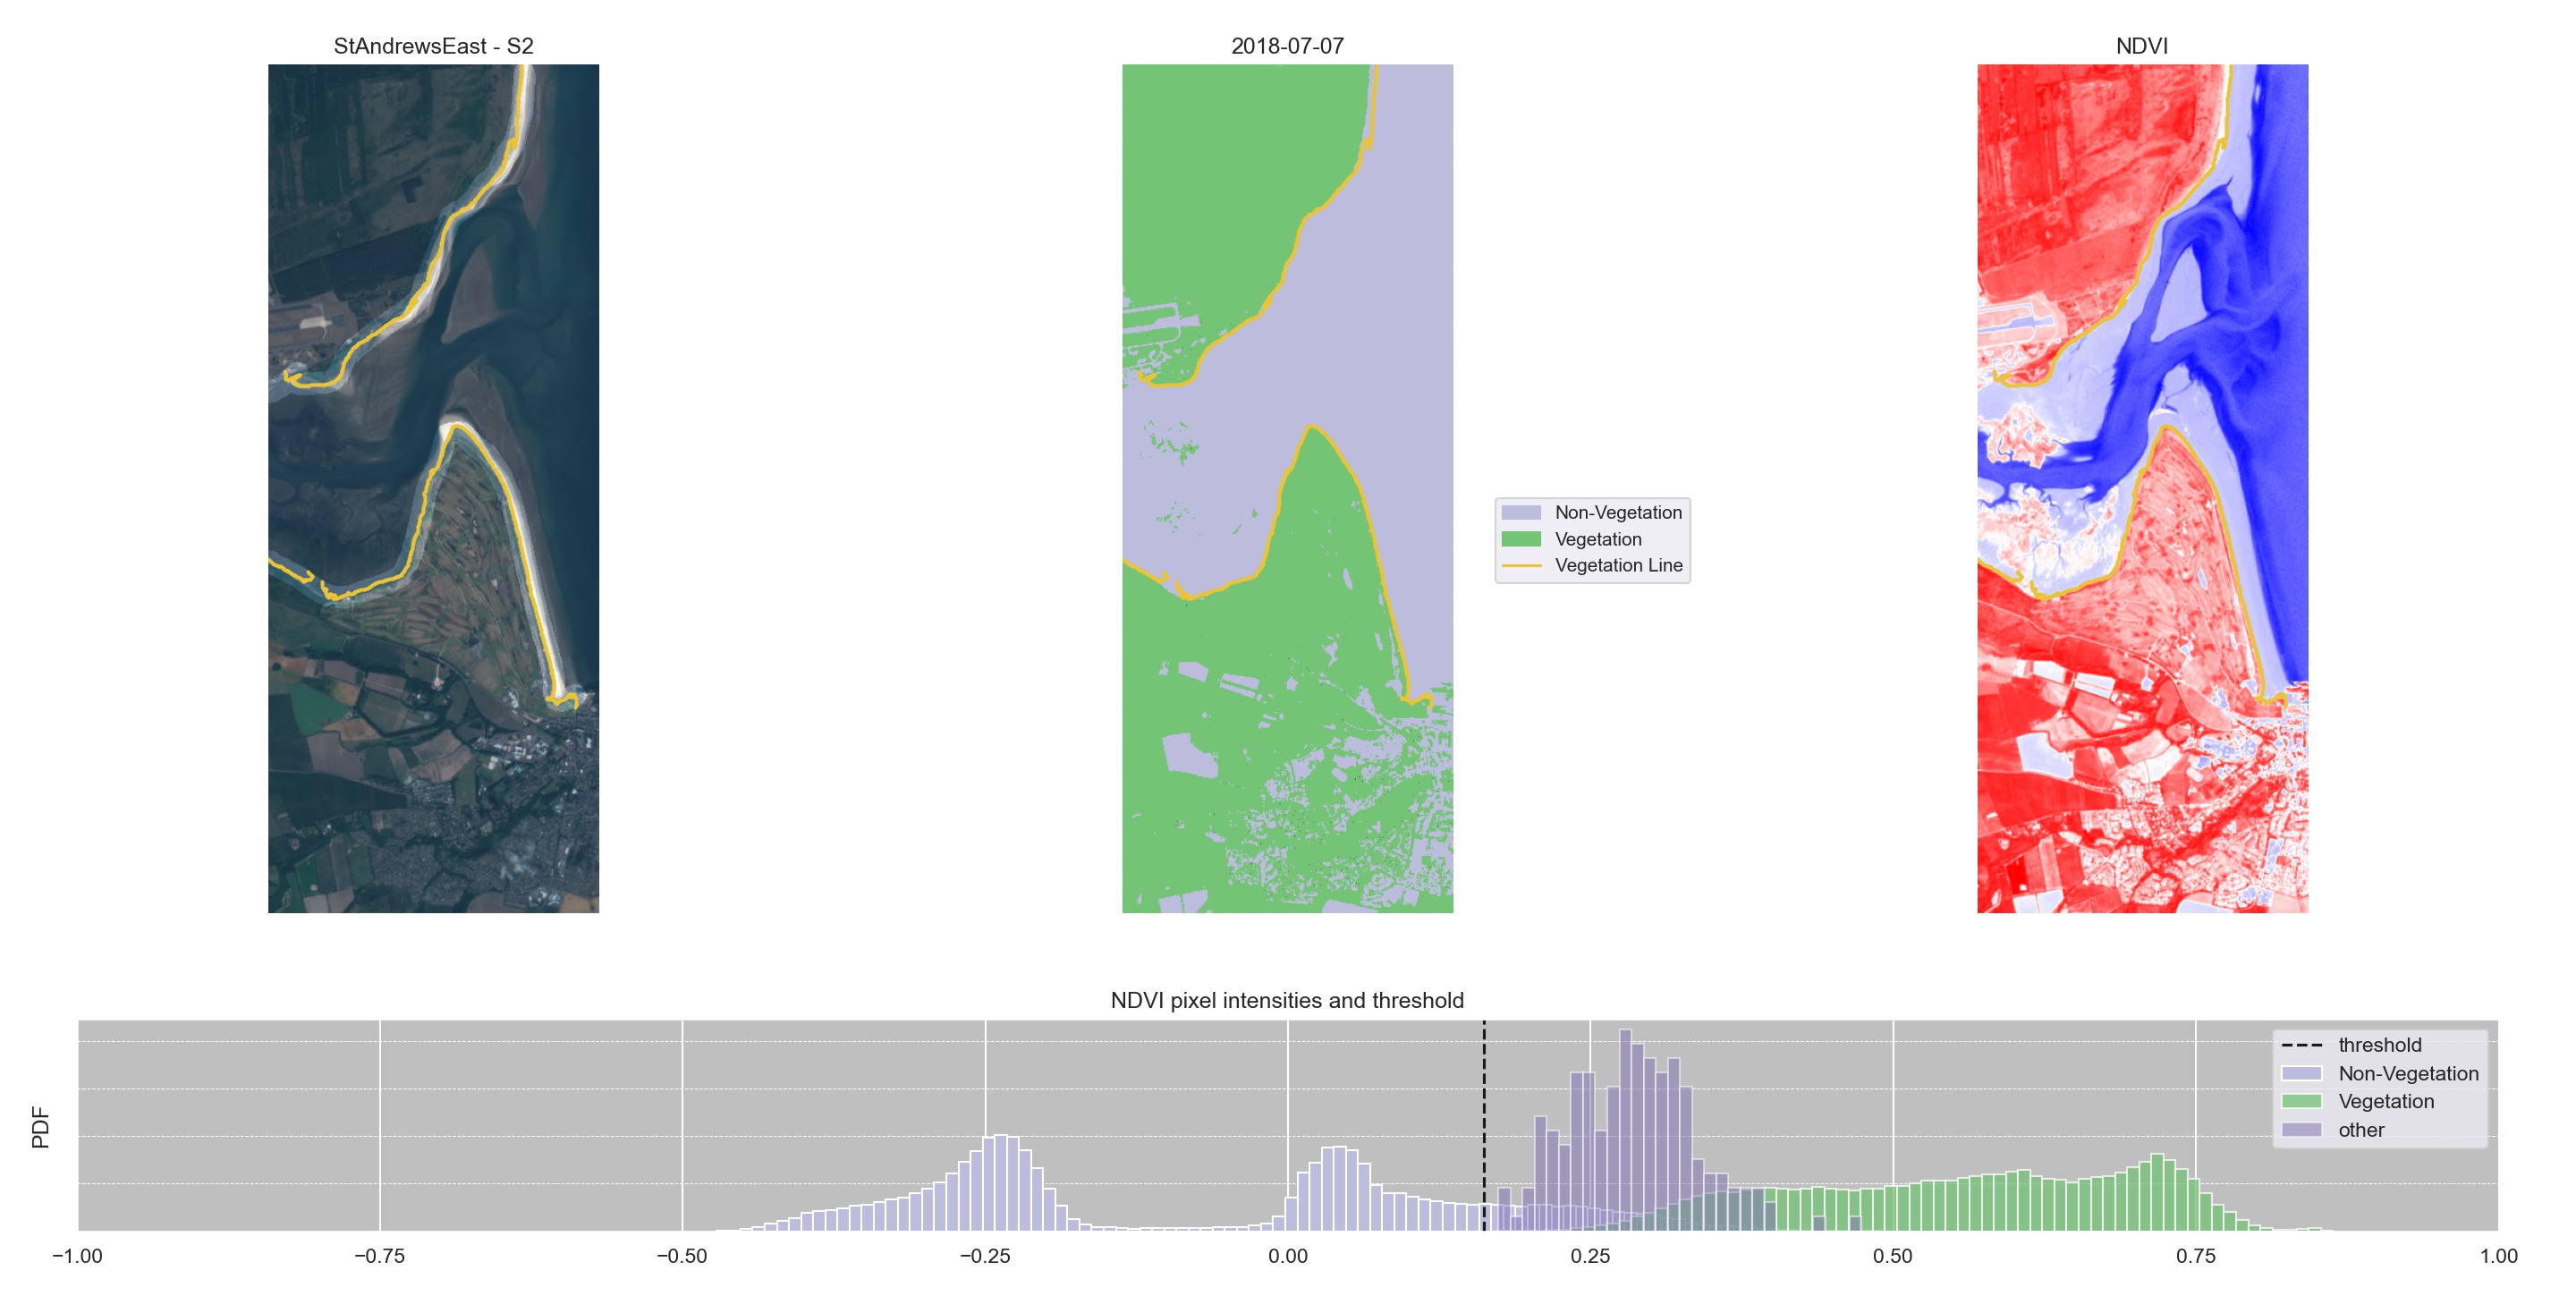 StAndrewsEast - S2
2018-07-07
NDVI
Non-Vegetation
Vegetation
Vegetation Line
NDVI pixel intensities and threshold
PDF
threshold
Non-Vegetation
Vegetation
other
−1.00
−0.75
−0.50
−0.25
0.00
0.25
0.50
0.75
1.00